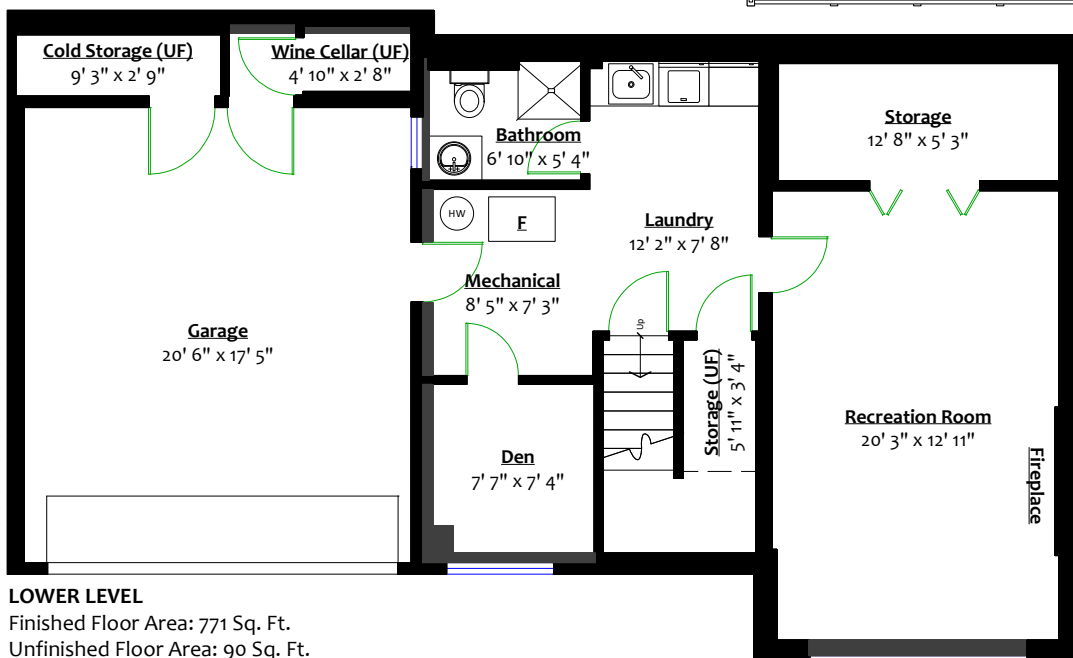 Cold Storage (UF)
9' 3" x 2' 9"
Wine Cellar (UF)
4' 10" x 2' 8"
Bathroom
6' 10" x 5' 4"
Storage
12' 8" x 5' 3"
HW
F
Laundry
12' 2" x 7' 8"
Mechanical
8' 5" x 7' 3"
Garage
20' 6" x 17' 5"
Up
Storage (UF)
5' 11" x 3' 4"
Recreation Room
20' 3" x 12' 11"
Den
7' 7" x 7' 4"
Fireplace
LOWER LEVEL
Finished Floor Area: 771 Sq. Ft.
Unfinished Floor Area: 90 Sq. Ft.